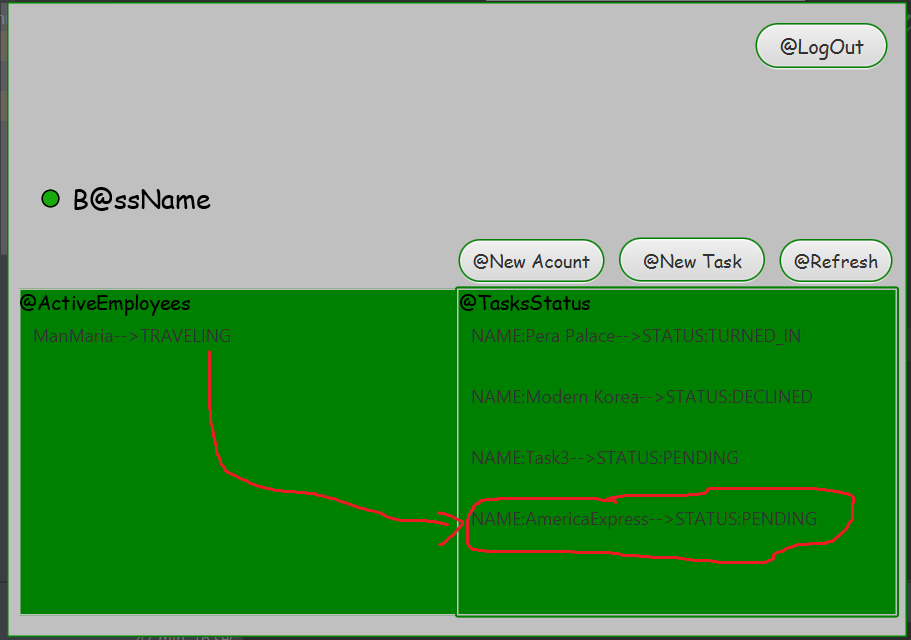 @LogOut
B@ssName
@New Acount
@New Task
@Refresh
@ActiveEmployees
ManMaria-->TRAVELING
@TasksStatus
NAME:Pera Palace-->STATUS:TURNED_IN
NAME:Modern Korea-->STATUS:DECLINED
NAME:Task3-->STATUS:PENDING
NAME:AmericaExpress-->STATUS:PENDING